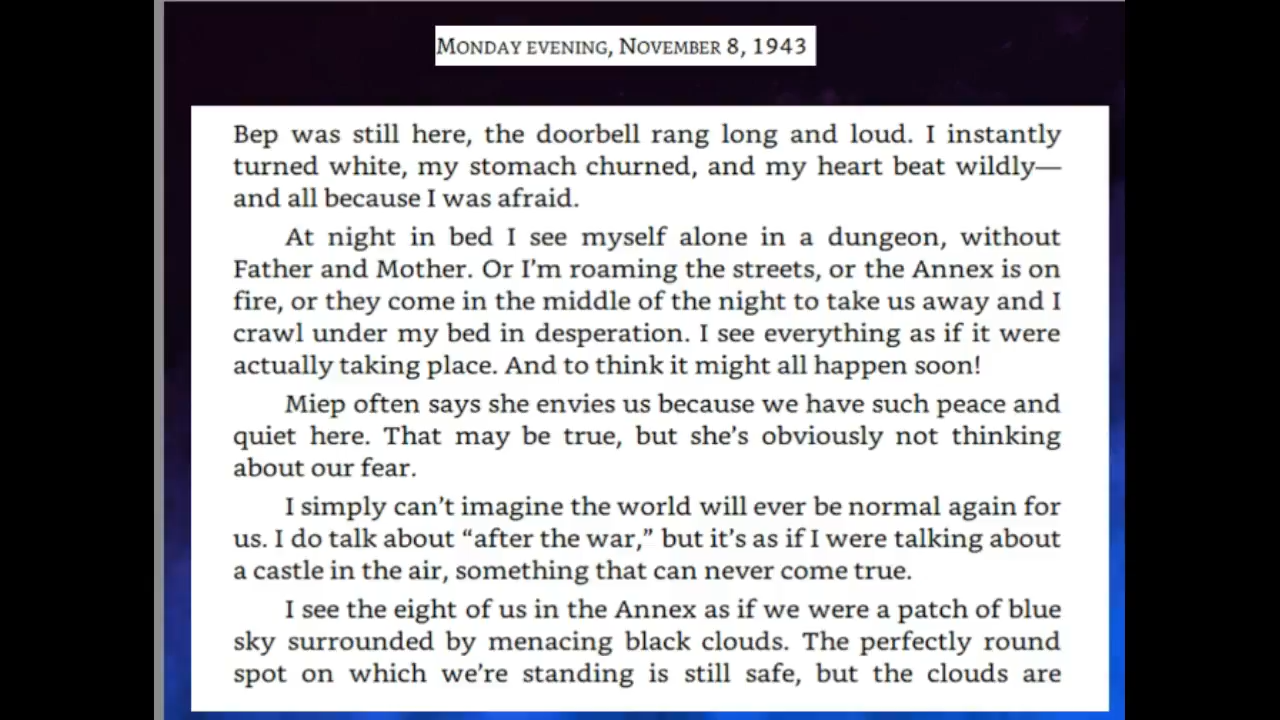 MONDAY EVENING, NOVEMBER 8, 1943
Bep was still here, the doorbell rang long and loud. I instantly
turned white, my stomach churned, and my heart beat wildly—
and all because I was afraid.
At night in bed I see myself alone in a dungeon, without
Father and Mother. Or I'm roaming the streets, or the Annex is on
fire, or they come in the middle of the night to take us away and I
crawl under my bed in desperation. I see everything as if it were
actually taking place. And to think it might all happen soon!
Miep often says she envies us because we have such peace and
quiet here. That may be true, but she's obviously not thinking
about our fear.
I simply can't imagine the world will ever be normal again for
us. I do talk about “after the war,” but it's as if I were talking about
a castle in the air, something that can never come true.
I see the eight of us in the Annex as if we were a patch of blue
sky surrounded by menacing black clouds. The perfectly round
spot on which we're standing is still safe, but the clouds are